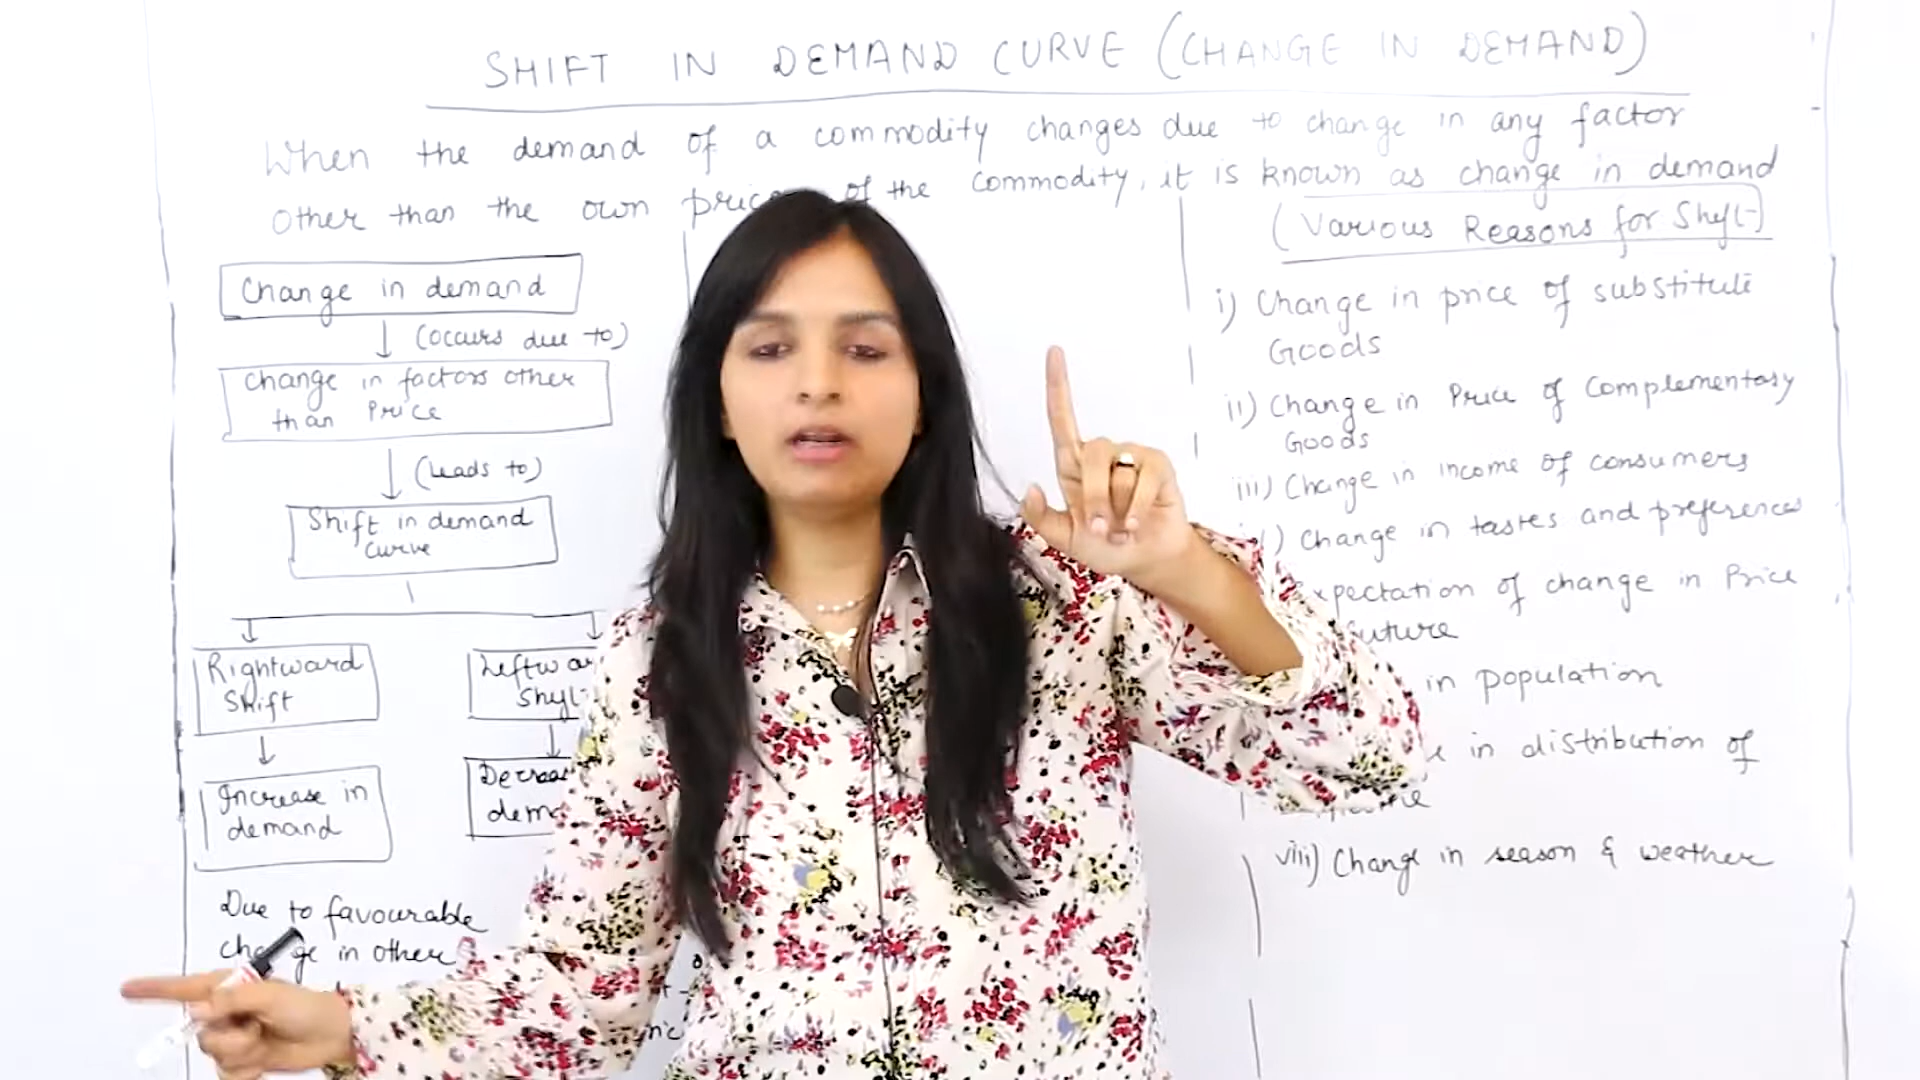 SHIFT IN DEMAND CURVE (CHANGE IN DEMAND)
When the demand of a commodity changes due to change in any factor
other than the own price of the commodity, it is known as change in demand
Change in demand
(occurs due to)
change in factors other
than Price
(leads to)
Shift in demand
curve
Rightward
Shift
Increase in
demand
Due to favourable
in other
demand
(Various Reasons for Shift)
i) Change in price of substitute
Goods
ii) Change in Price of Complementary
Goods
iii) Change in income of consumers
Change in tastes and preferences
of change in Price
in population
in distribution of
viii) Change in season & weather